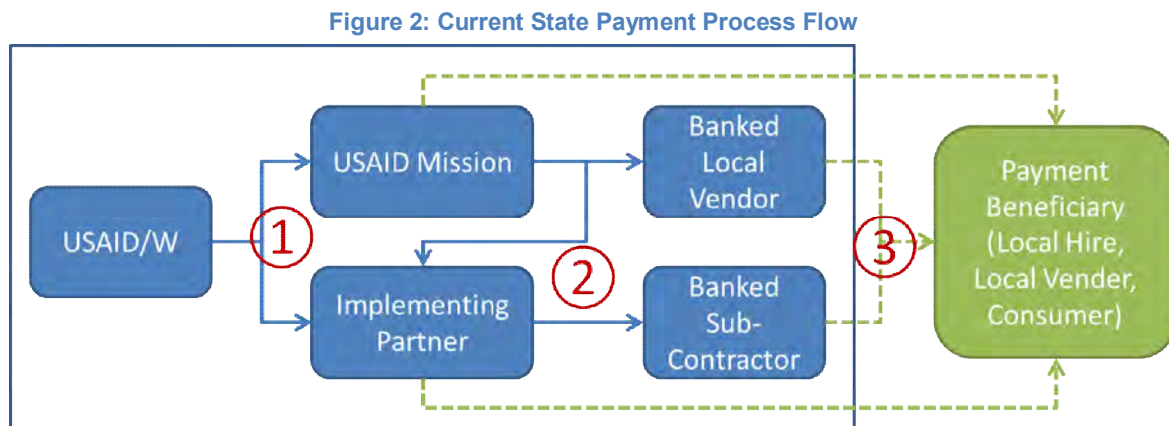 Figure 2: Current State Payment Process Flow
USAID/W
1
USAID Mission
Banked
Local
Vendor
Implementing
Partner
2
Banked
Sub-
Contractor
3
Payment
Beneficiary
(Local Hire,
Local Vender,
Consumer)